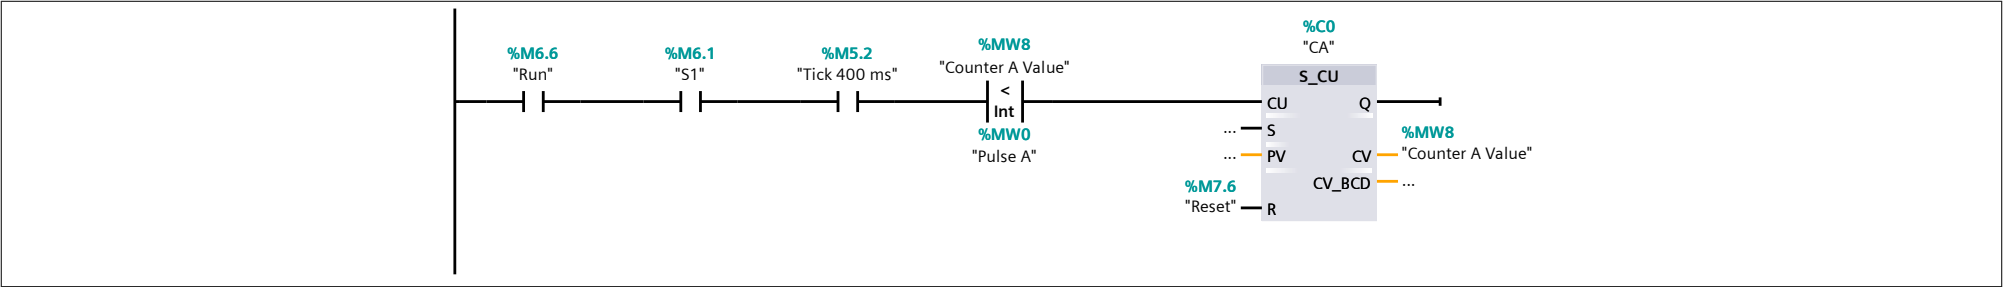 %C0
"CA"
%M6.6
"Run"
%M6.1
"S1"
%M5.2
"Tick 400 ms"
%MW8
"Counter A Value"
<
Int
%MW0
"Pulse A"
S_CU
CU
Q
... S
... PV
CV
%MW8
"Counter A Value"
CV_BCD ...
%M7.6
"Reset"
R